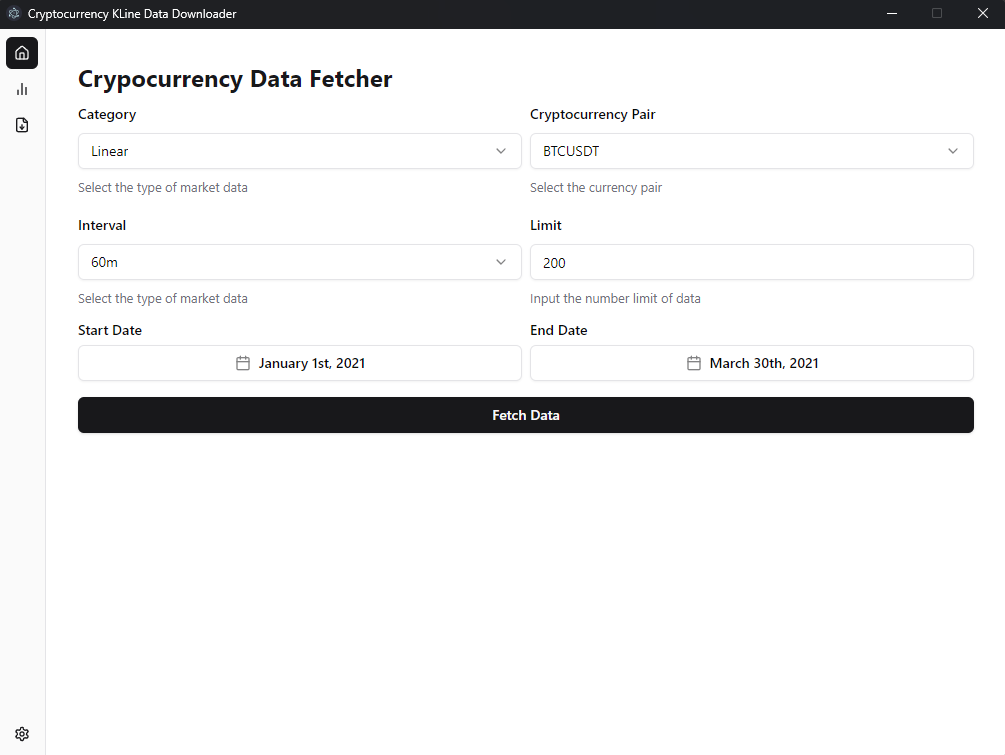 Cryptocurrency KLine Data Downloader
Crypocurrency Data Fetcher
Category
Cryptocurrency Pair
Linear
BTCUSDT
Select the type of market data
Select the currency pair
Interval
Limit
60m
200
Select the type of market data
Input the number limit of data
Start Date
End Date
January 1st, 2021
March 30th, 2021
Fetch Data